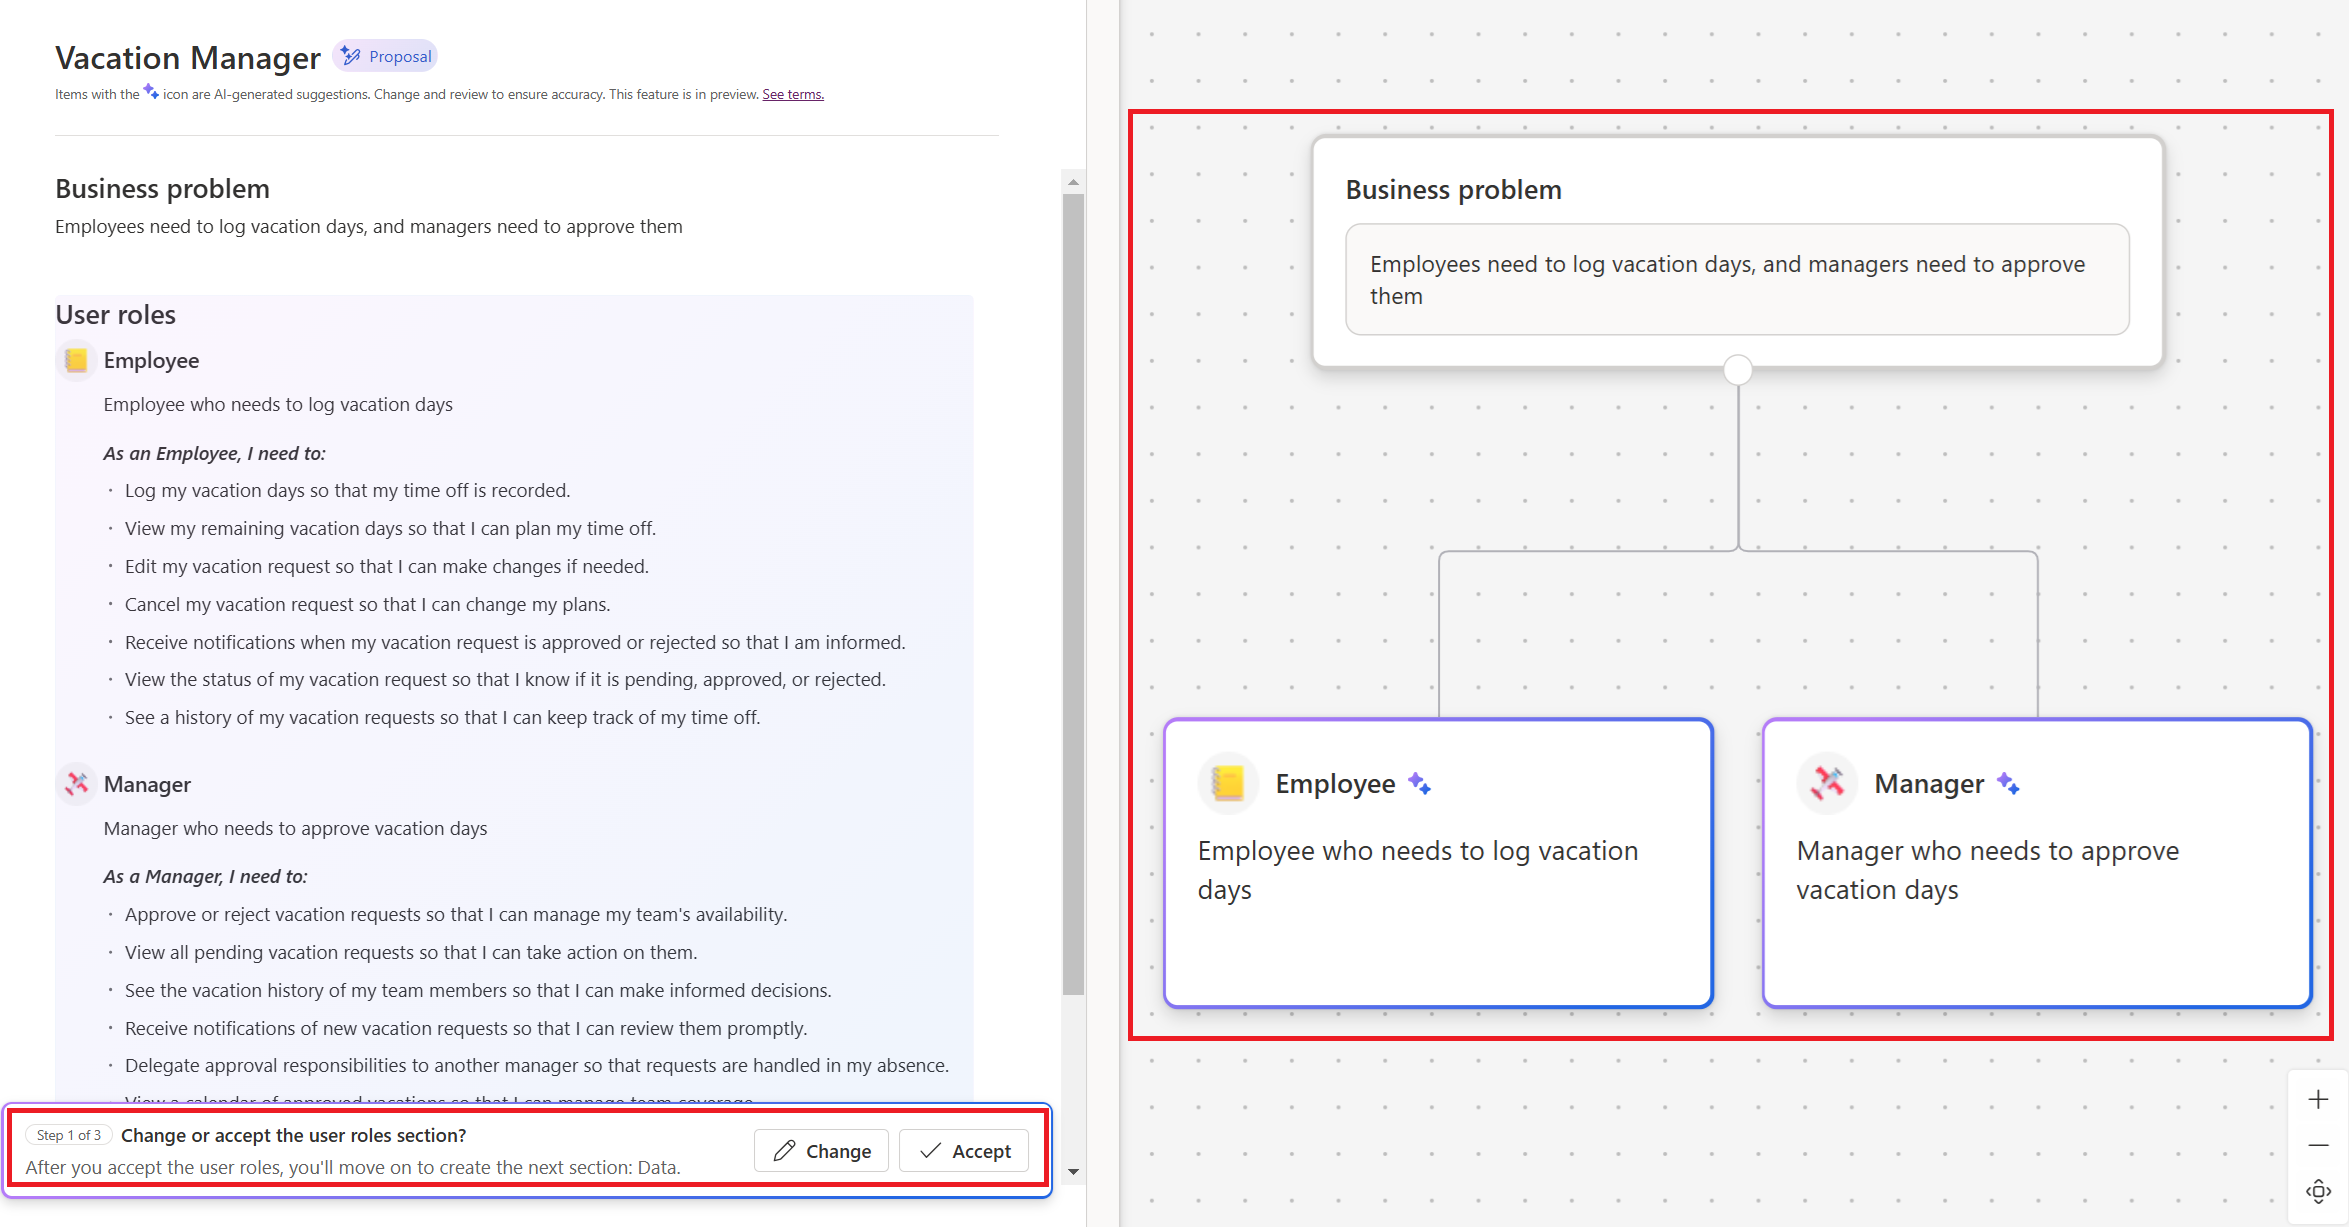 Vacation Manager
Proposal
Items with the icon are AI-generated suggestions. Change and review to ensure accuracy. This feature is in preview. See terms.
Business problem
Employees need to log vacation days, and managers need to approve them
User roles
Employee
Employee who needs to log vacation days
As an Employee, I need to:
· Log my vacation days so that my time off is recorded.
· View my remaining vacation days so that I can plan my time off.
· Edit my vacation request so that I can make changes if needed.
· Cancel my vacation request so that I can change my plans.
· Receive notifications when my vacation request is approved or rejected so that I am informed.
· View the status of my vacation request so that I know if it is pending, approved, or rejected.
· See a history of my vacation requests so that I can keep track of my time off.
Manager
Manager who needs to approve vacation days
As a Manager, I need to:
· Approve or reject vacation requests so that I can manage my team's availability.
· View all pending vacation requests so that I can take action on them.
· See the vacation history of my team members so that I can make informed decisions.
· Receive notifications of new vacation requests so that I can review them promptly.
· Delegate approval responsibilities to another manager so that requests are handled in my absence.
· View a calendar of approved vacations so that I can manage team coverage.
Step 1 of 3 Change or accept the user roles section?
After you accept the user roles, you'll move on to create the next section: Data.
Change
Accept
Business problem
Employees need to log vacation days, and managers need to approve
them
Employee
Employee who needs to log vacation
days
Manager
Manager who needs to approve
vacation days